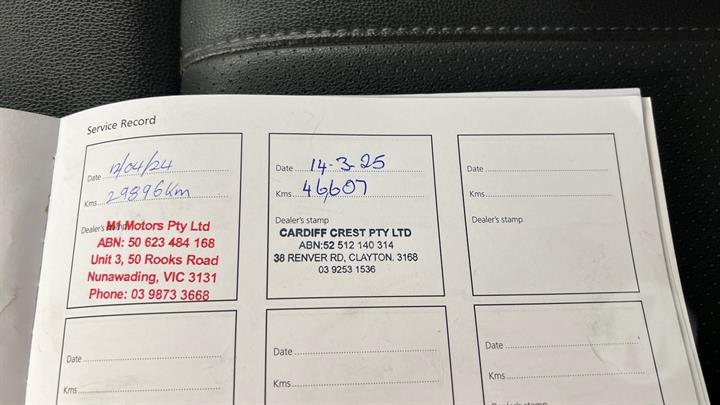 Service Record
Date 12/04/24
Kms 29896km
Dealer's
M1 Motors Pty Ltd
ABN: 50 623 484 168
Unit 3, 50 Rooks Road
Nunawading, VIC 3131
Phone: 03 9873 3668
Date 14-3-25
Kms 46,607
Dealer's stamp
CARDIFF CREST PTY LTD
ABN:52 512 140 314
38 RENVER RD, CLAYTON. 3168
03 9253 1536
Date
Kms
Dealer's stamp
Date
Kms
Date
Kms
Date
Kms
Dealer's stamp